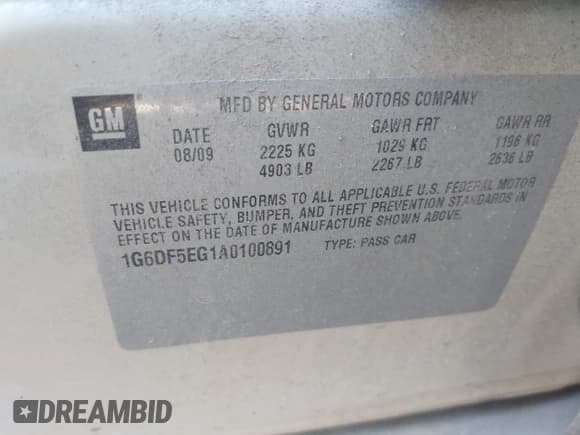 GM
MFD BY GENERAL MOTORS COMPANY
DATE GVWR GAWR FRT GAWR RR
08/09 2225 KG 1029 KG 1196 KG
4903 LB 2267 LB 2636 LB
THIS VEHICLE CONFORMS TO ALL APPLICABLE U.S. FEDERAL MOTOR
VEHICLE SAFETY, BUMPER, AND THEFT PREVENTION STANDARDS IN
EFFECT ON THE DATE OF MANUFACTURE SHOWN ABOVE.
1G6DF5EG1A0100891 TYPE: PASS CAR
DREAMBID